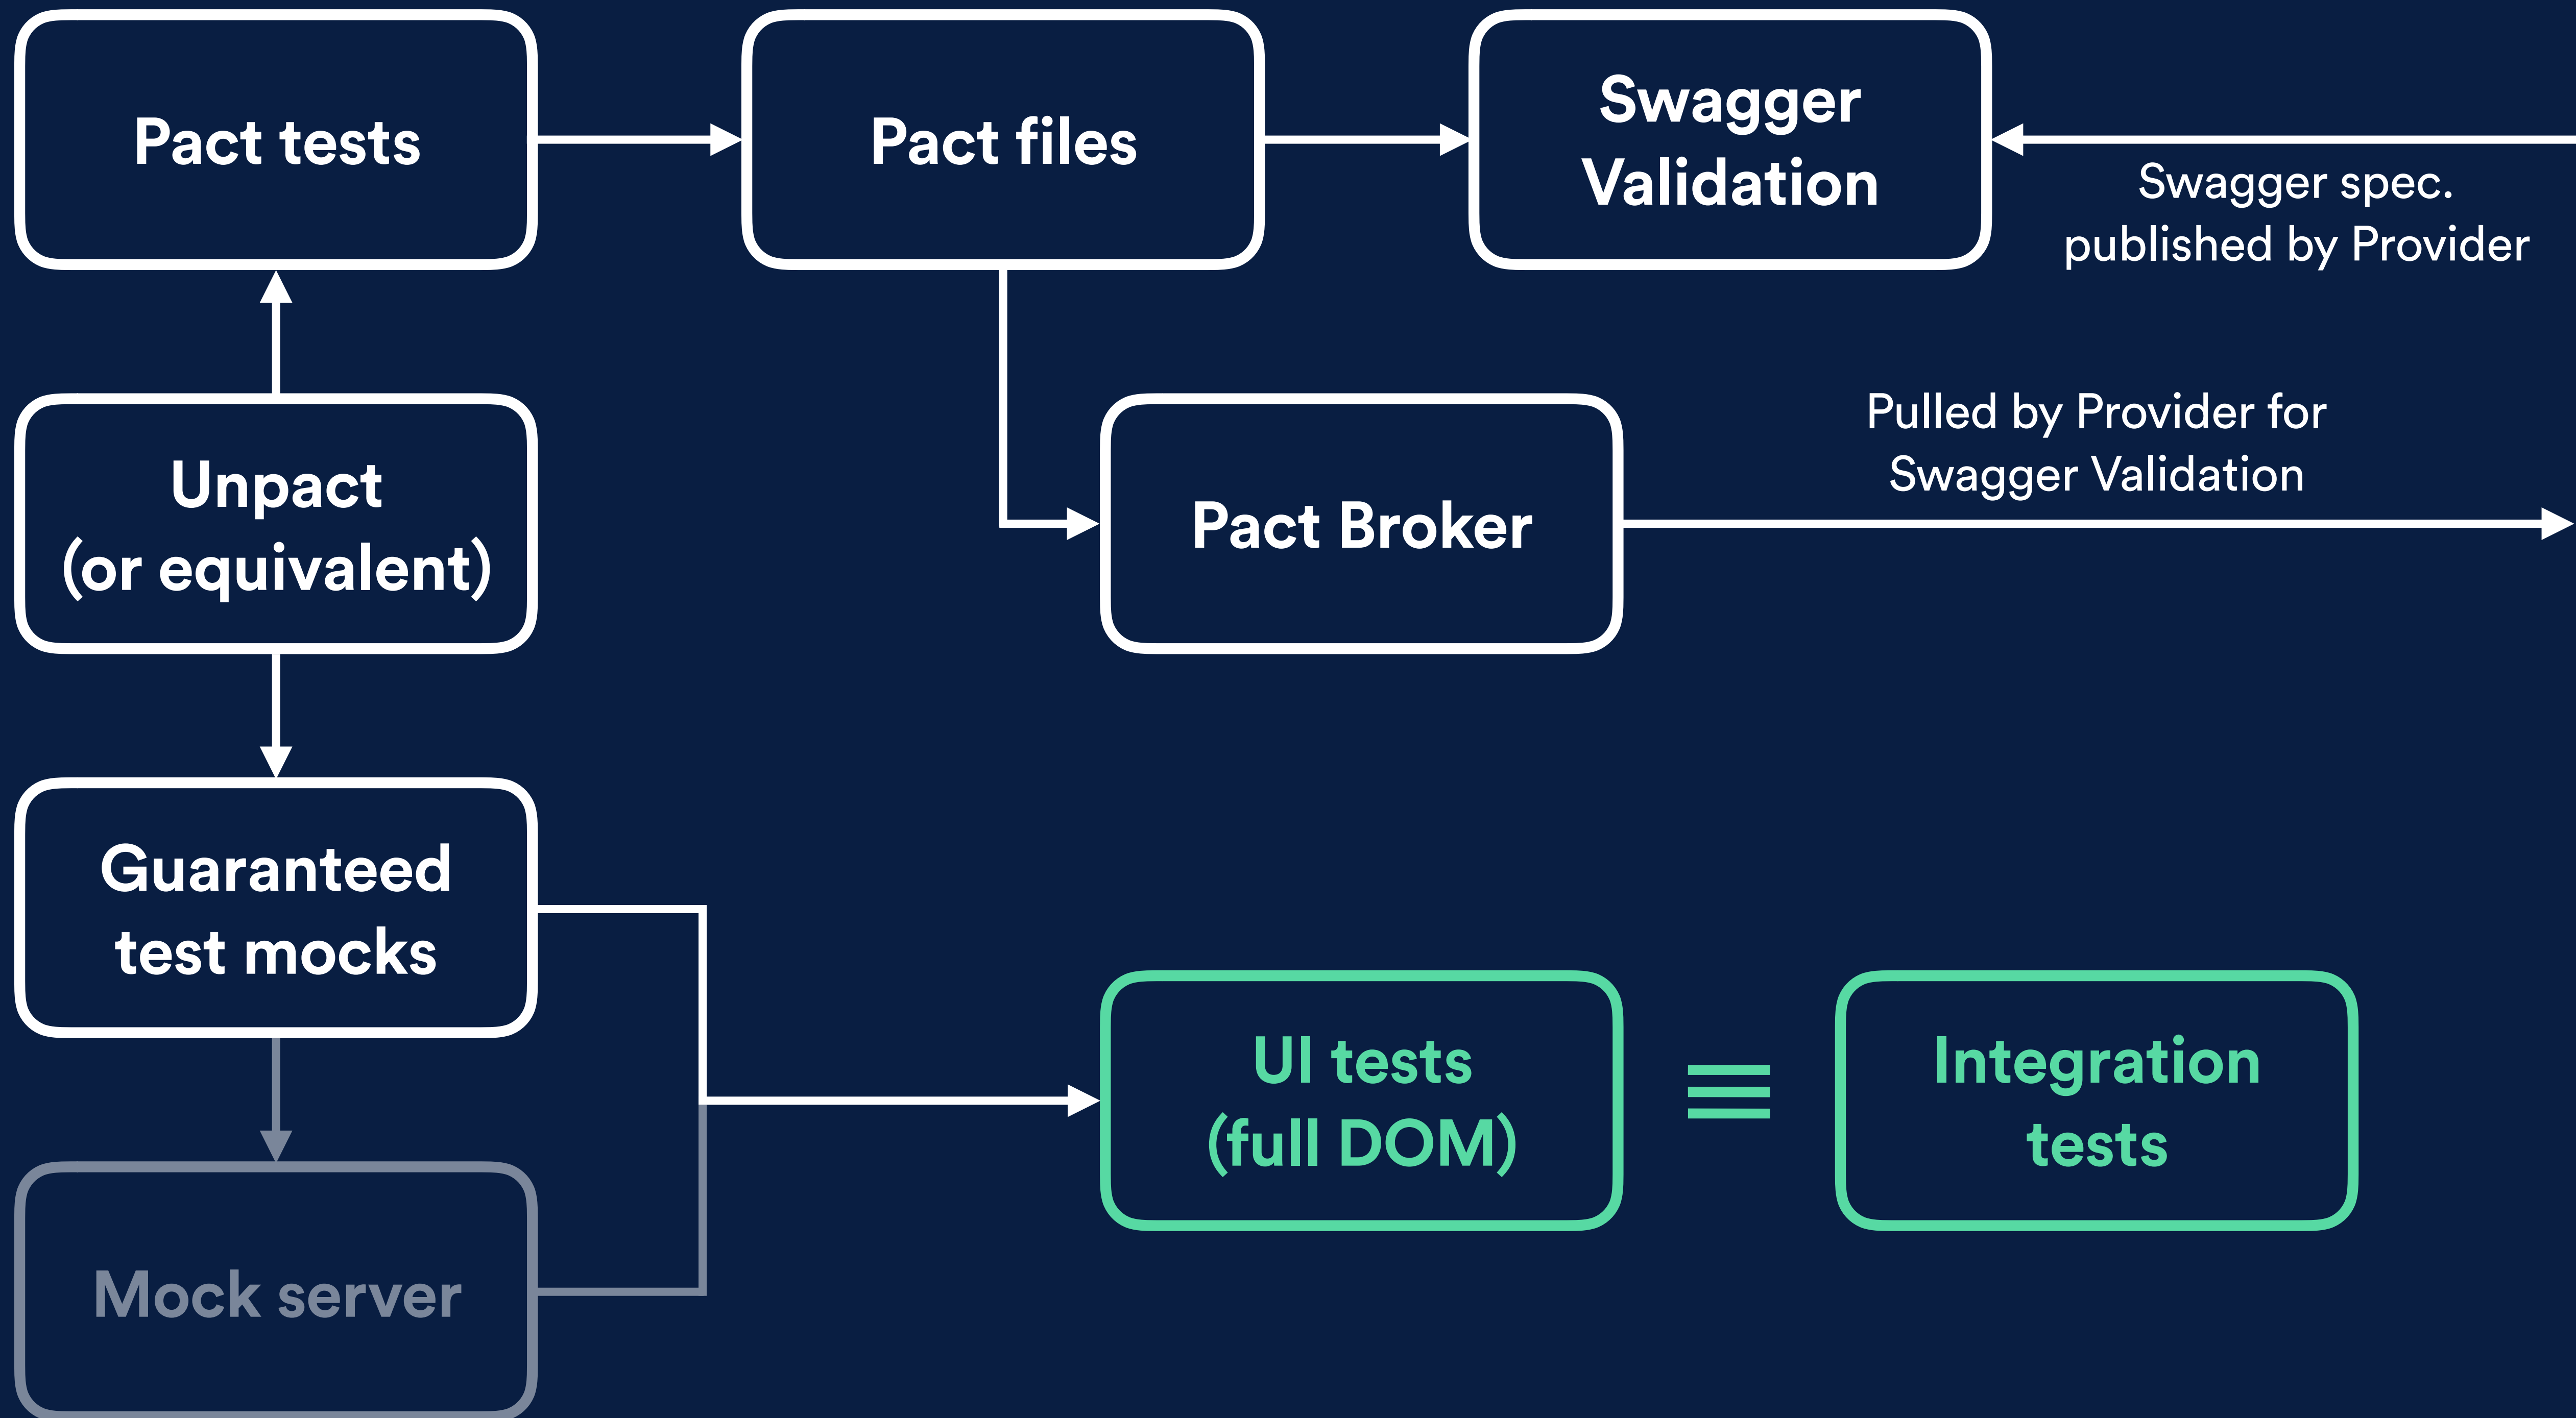 Pact tests
Pact files
Swagger
Validation
Swagger spec.
published by Provider
Unpact
(or equivalent)
Pact Broker
Pulled by Provider for
Swagger Validation
Guaranteed
test mocks
UI tests
(full DOM)
≡
Integration
tests
Mock server